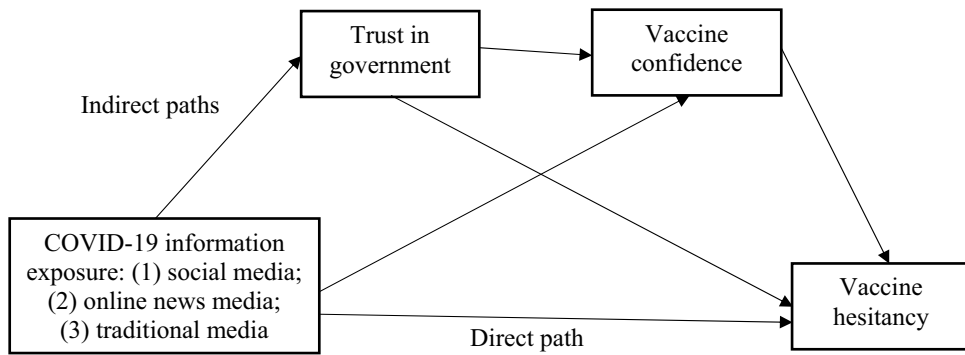 Trust in
government
Vaccine
confidence
Indirect paths
COVID-19 information
exposure: (1) social media;
(2) online news media;
(3) traditional media
Vaccine
hesitancy
Direct path